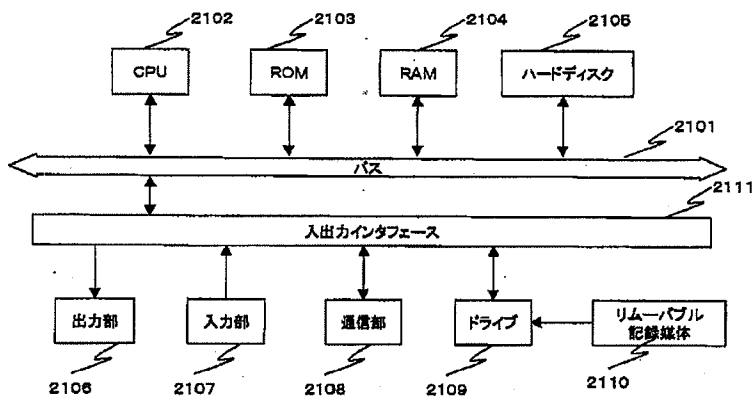 2102
2103
2104
2105
CPU
ROM
RAM
ハードディスク
2101
バス
2111
入出力インタフェース
出力部
入力部
通信部
ドライブ
リムーバブル
記録媒体
2106
2107
2108
2109
2110